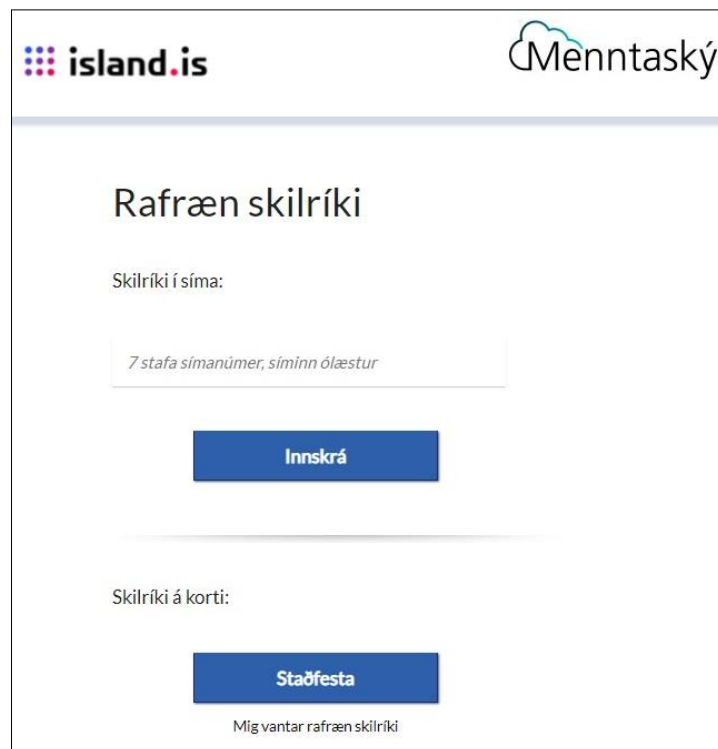 island.is
Menntaský
Rafræn skilríki
Skilríki í síma:
7 stafa símanúmer, síminn ólæstur
Innskrá
Skilríki á korti:
Staðfesta
Mig vantar rafræn skilríki